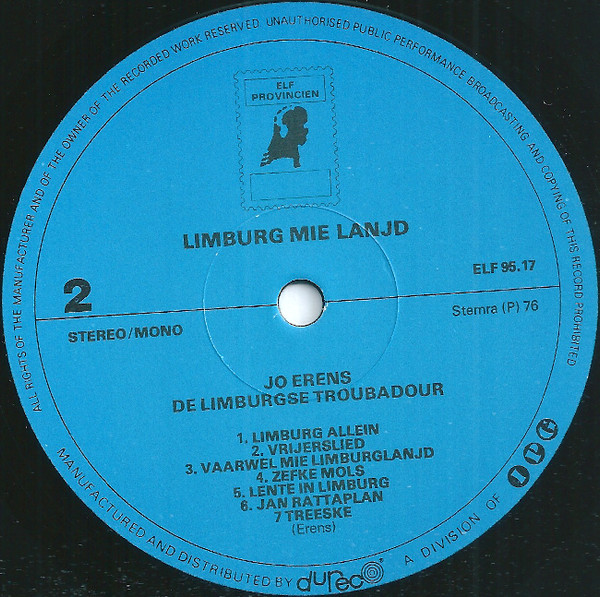 ALL RIGHTS OF THE MANUFACTURER AND OF THE OWNER OF THE RECORDED WORK RESERVED. UNAUTHORISED PUBLIC PERFORMANCE BROADCASTING AND COPYING OF THIS RECORD PROHIBITED
ELF
PROVINCIEN
LIMBURG MIE LANJD
2
ELF 95.17
STEREO/MONO
Stemra (P) 76
JO ERENS
DE LIMBURGSE TROUBADOUR
1. LIMBURG ALLEIN
2. VRIJERSLIED
3. VAARWEL MIE LIMBURGLANJD
4. ZEFKE MOLS
5. LENTE IN LIMBURG
6. JAN RATTAPLAN
7 TREESKE
(Erens)
MANUFACTURED AND DISTRIBUTED BY dureco A DIVISION OF